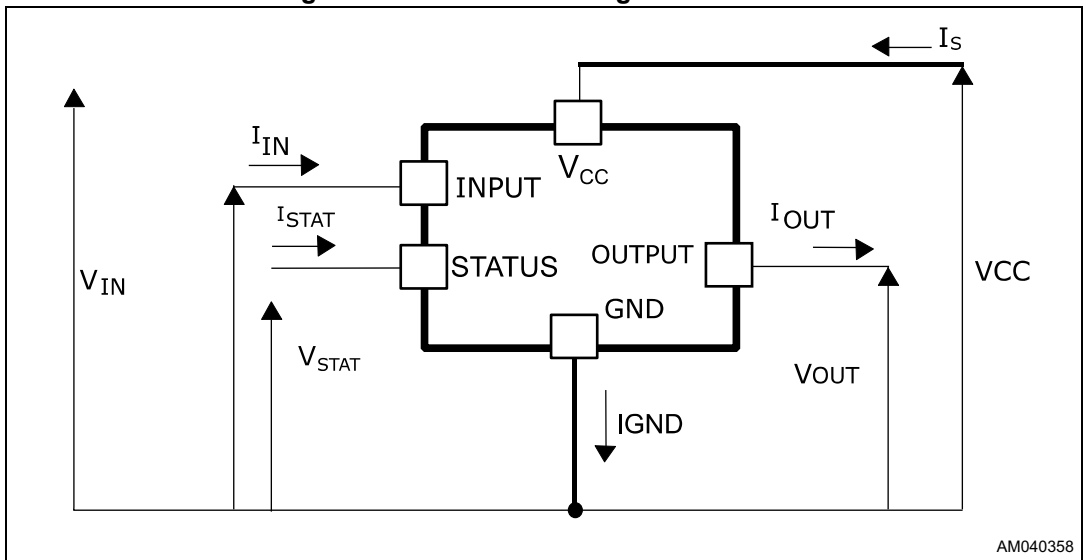 I_S
I_IN
V_CC
INPUT
I_STAT
I_OUT
STATUS
OUTPUT
V_IN
VCC
GND
V_STAT
VOUT
IGND
AM040358